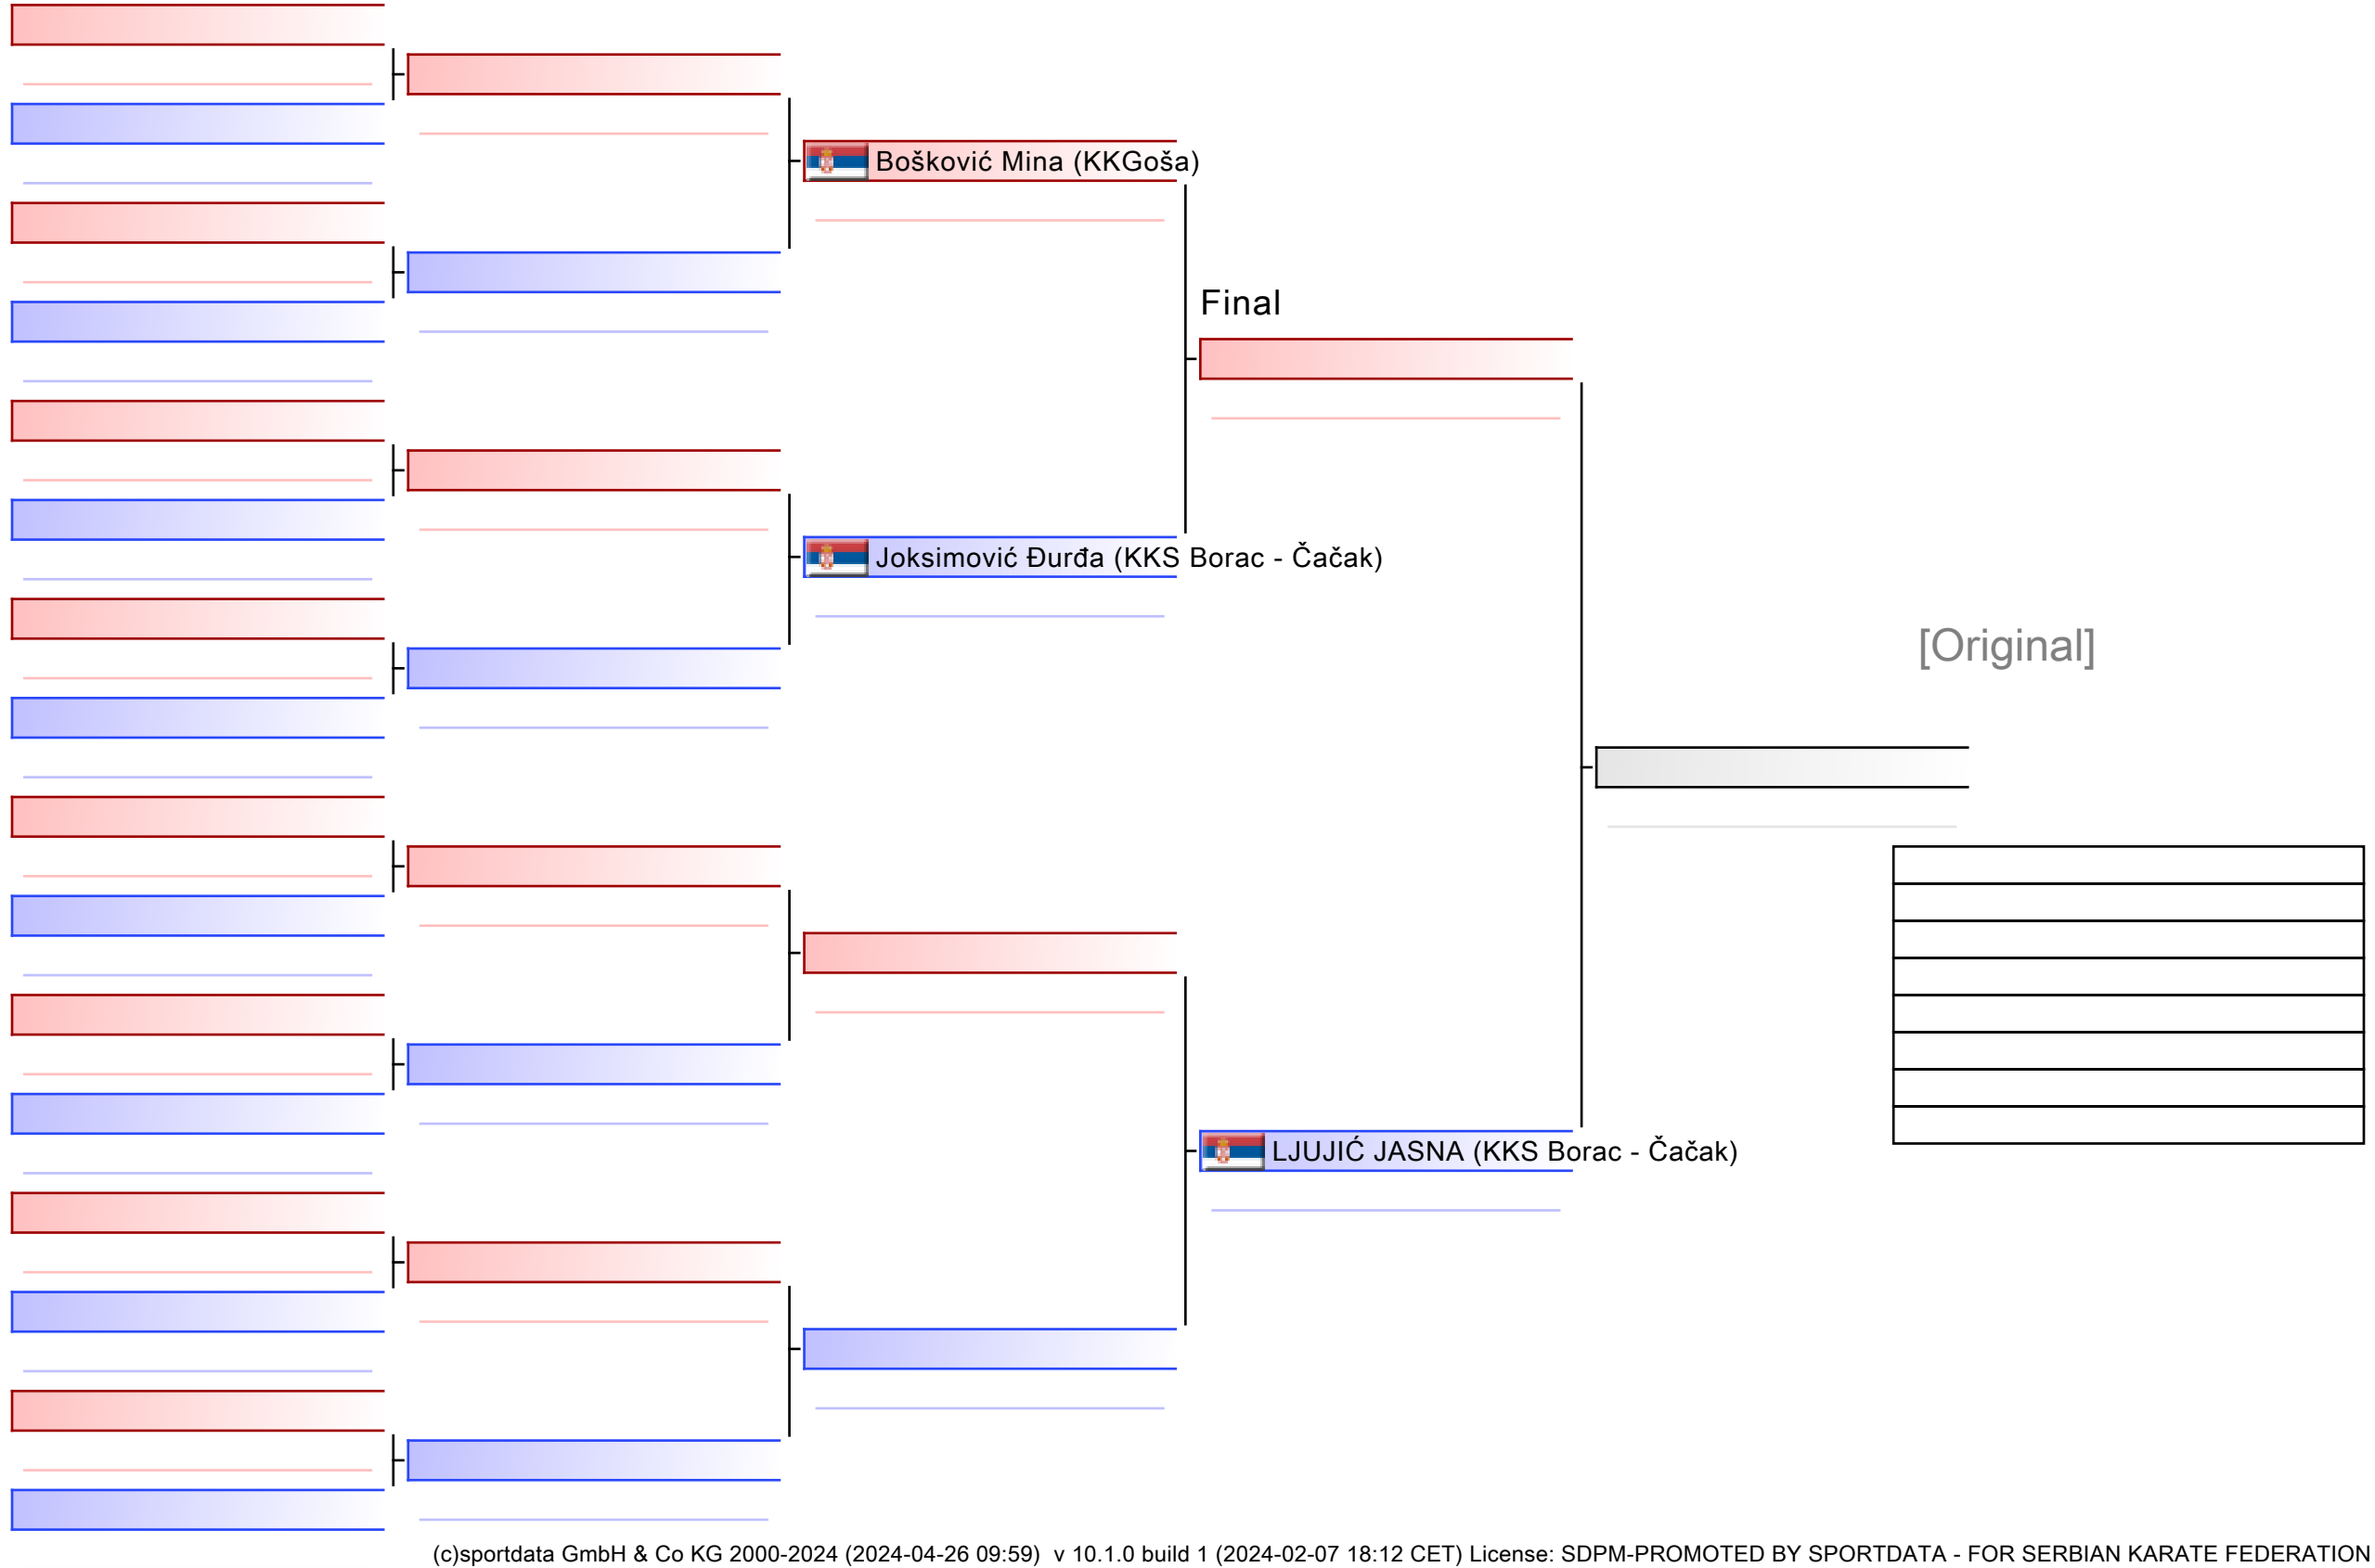 Bošković Mina (KKGoša)
Final
Joksimović Đurđa (KKS Borac - Čačak)
[Original]
LJUJIĆ JASNA (KKS Borac - Čačak)
(c)sportdata GmbH & Co KG 2000-2024 (2024-04-26 09:59) v 10.1.0 build 1 (2024-02-07 18:12 CET) License: SDPM-PROMOTED BY SPORTDATA - FOR SERBIAN KARATE FEDERATION